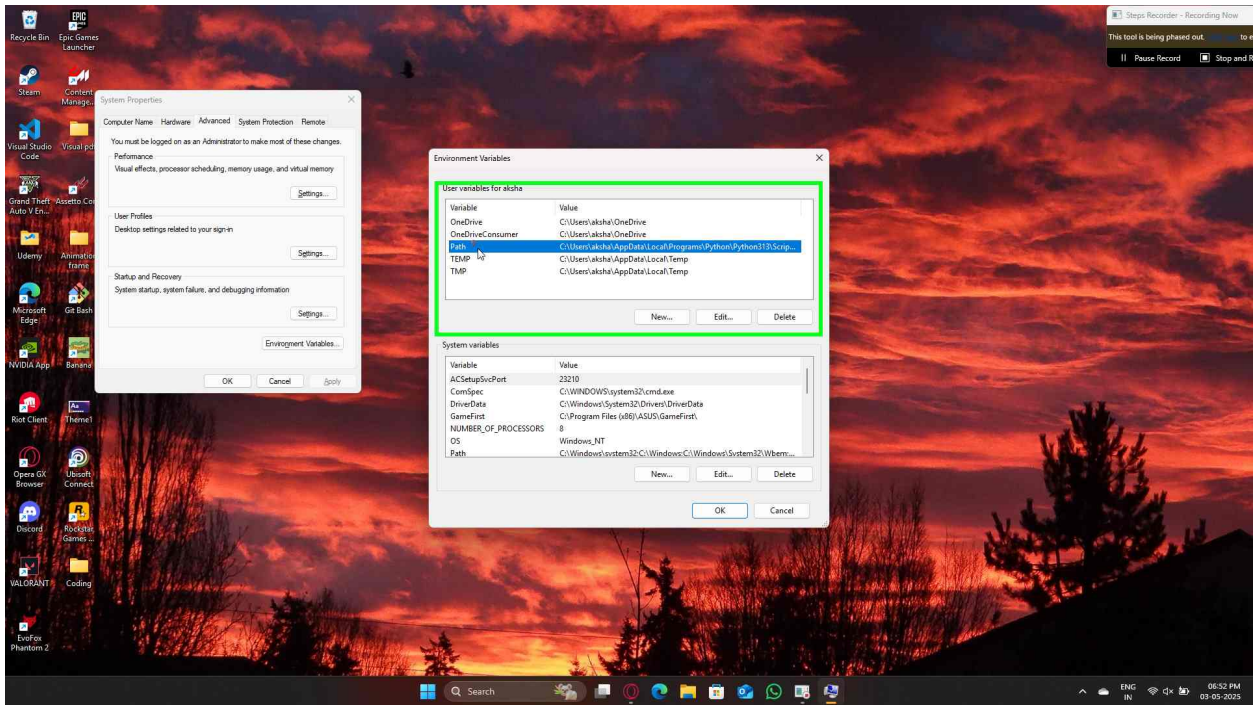 Recycle Bin
Epic Games Launcher
Steam
Content Manage...
Visual Studio Code
Visual pd
Grand Theft Auto V En...
Assetto Co
Udemy
Animation frame
Microsoft Edge
Git Bash
NVIDIA App
Banana
Riot Client
Theme1
Opera GX Browser
Ubisoft Connect
Discord
Rockstar Games ...
VALORANT
Coding
EvoFox Phantom 2
System Properties
Computer Name Hardware Advanced System Protection Remote
You must be logged on as an Administrator to make most of these changes.
Performance
Visual effects, processor scheduling, memory usage, and virtual memory
Settings...
User Profiles
Desktop settings related to your sign-in
Settings...
Startup and Recovery
System startup, system failure, and debugging information
Settings...
Environment Variables...
OK Cancel Apply
Environment Variables
User variables for aksha
Variable Value
OneDrive C:\Users\aksha\OneDrive
OneDriveConsumer C:\Users\aksha\OneDrive
Path C:\Users\aksha\AppData\Local\Programs\Python\Python313\Scrip...
TEMP C:\Users\aksha\AppData\Local\Temp
TMP C:\Users\aksha\AppData\Local\Temp
New... Edit... Delete
System variables
Variable Value
ACSetupSvcPort 23210
ComSpec C:\WINDOWS\system32\cmd.exe
DriverData C:\Windows\System32\Drivers\DriverData
GameFirst C:\Program Files (x86)\ASUS\GameFirst\
NUMBER_OF_PROCESSORS 8
OS Windows_NT
Path C:\Windows\system32;C:\Windows;C:\Windows\System32\Wbem;...
New... Edit... Delete
OK Cancel
Steps Recorder - Recording Now
This tool is being phased out. to e
Pause Record Stop and R
Search
ENG
IN
06:52 PM
03-05-2025